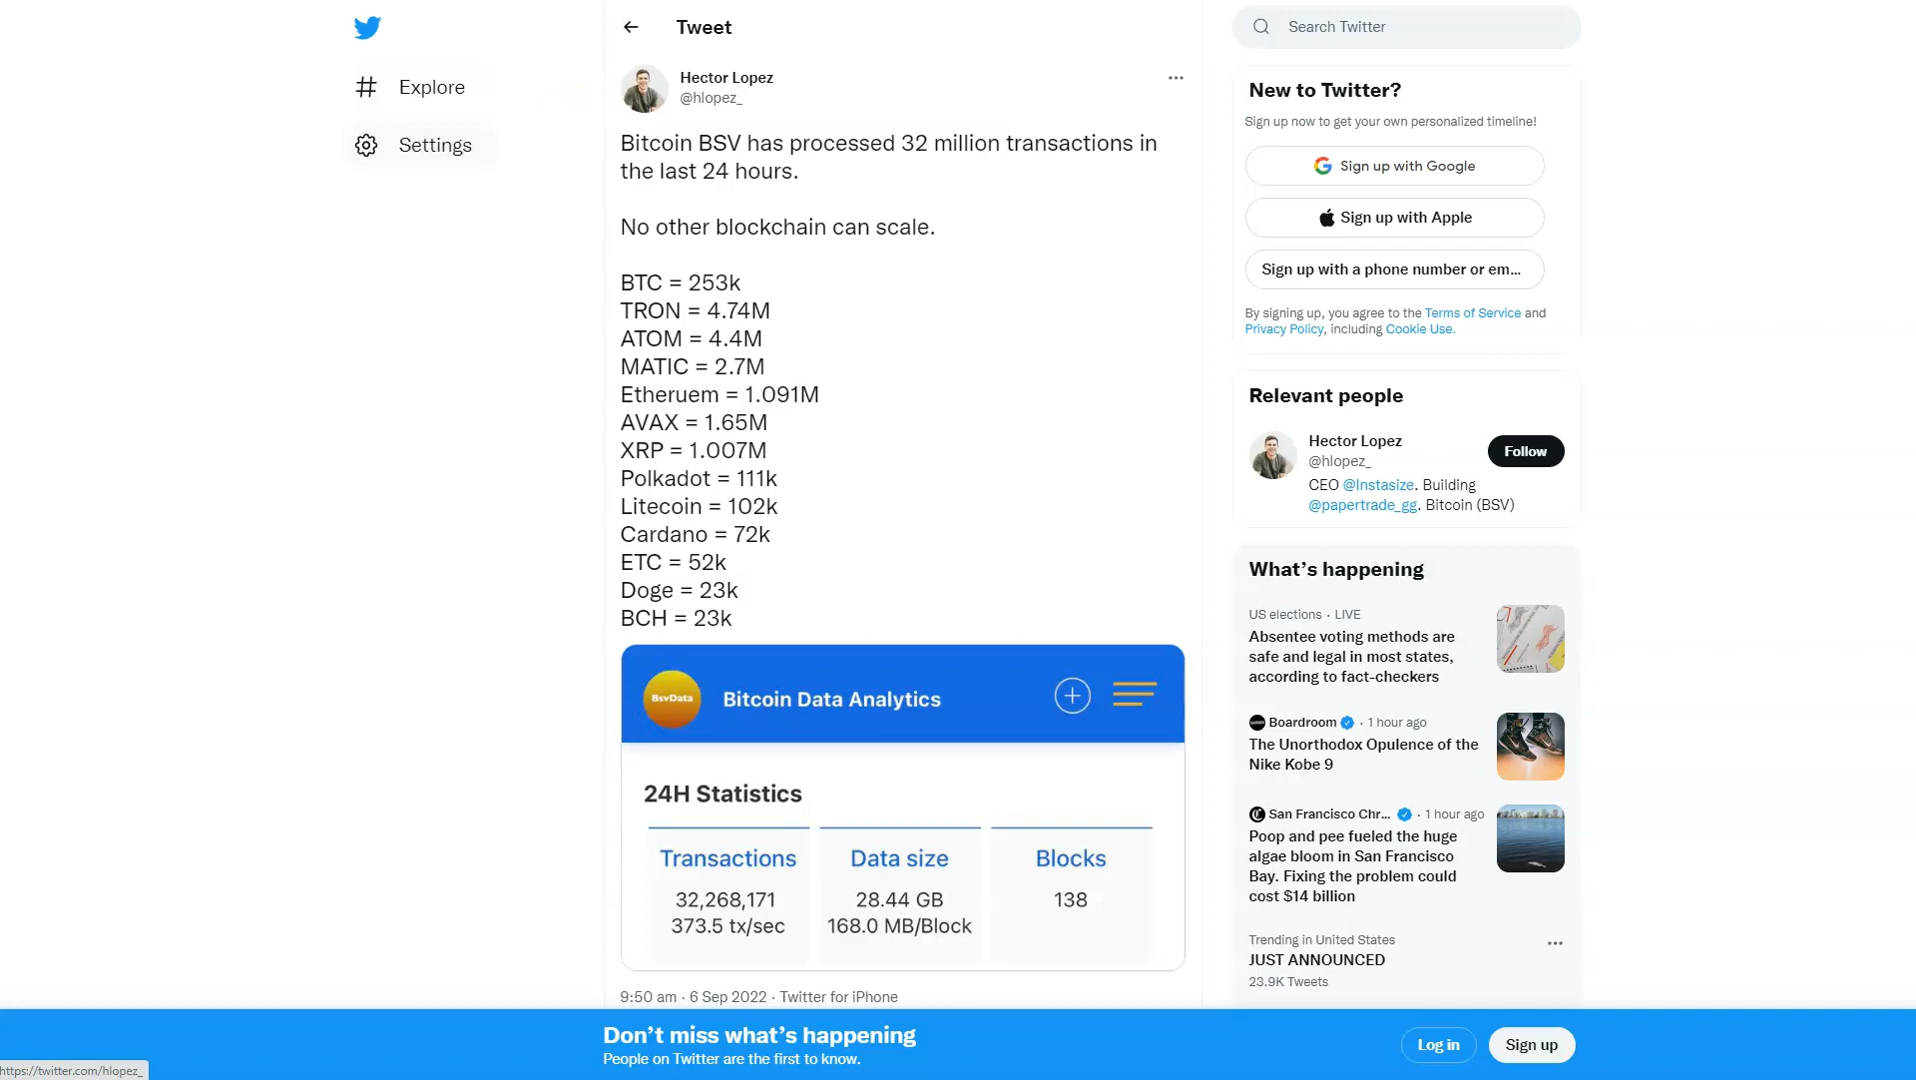 Tweet
Search Twitter
Explore
Settings
Hector Lopez
@hlopez_
Bitcoin BSV has processed 32 million transactions in
the last 24 hours.
No other blockchain can scale.
BTC = 253k
TRON = 4.74M
ATOM = 4.4M
MATIC = 2.7M
Etheruem = 1.091M
AVAX = 1.65M
XRP = 1.007M
Polkadot = 111k
Litecoin = 102k
Cardano = 72k
ETC = 52k
Doge = 23k
BCH = 23k
BsvData
Bitcoin Data Analytics
24H Statistics
Transactions
32,268,171
373.5 tx/sec
Data size
28.44 GB
168.0 MB/Block
Blocks
138
9:50 am · 6 Sep 2022 · Twitter for iPhone
New to Twitter?
Sign up now to get your own personalized timeline!
Sign up with Google
Sign up with Apple
Sign up with a phone number or em...
By signing up, you agree to the Terms of Service and
Privacy Policy, including Cookie Use.
Relevant people
Hector Lopez
@hlopez_
Follow
CEO @Instasize. Building
@papertrade_gg. Bitcoin (BSV)
What's happening
US elections · LIVE
Absentee voting methods are
safe and legal in most states,
according to fact-checkers
Boardroom · 1 hour ago
The Unorthodox Opulence of the
Nike Kobe 9
San Francisco Chr... · 1 hour ago
Poop and pee fueled the huge
algae bloom in San Francisco
Bay. Fixing the problem could
cost $14 billion
Trending in United States
JUST ANNOUNCED
23.9K Tweets
Don't miss what's happening
People on Twitter are the first to know.
Log in
Sign up
https://twitter.com/hlopez_